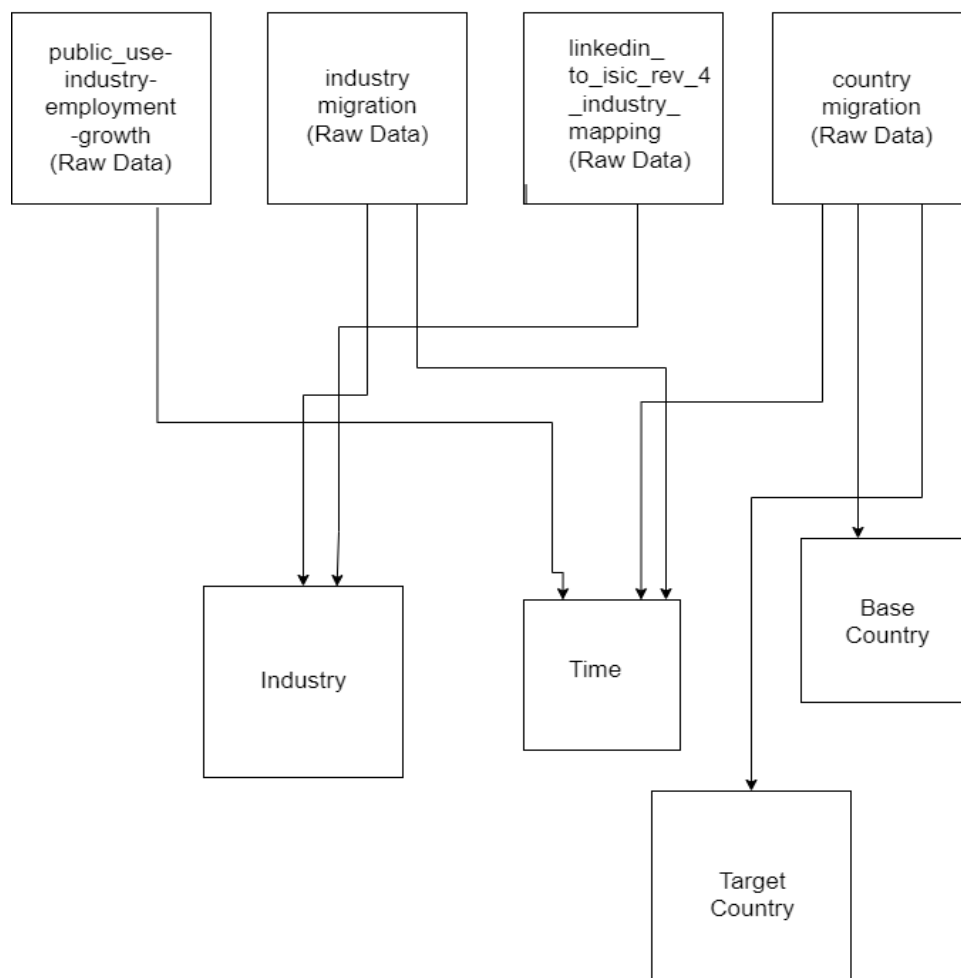 public_use-
industry-
employment
-growth
(Raw Data)
industry
migration
(Raw Data)
linkedin_
to_isic_rev_4
_industry_
mapping
(Raw Data)
country
migration
(Raw Data)
Industry
Time
Base
Country
Target
Country